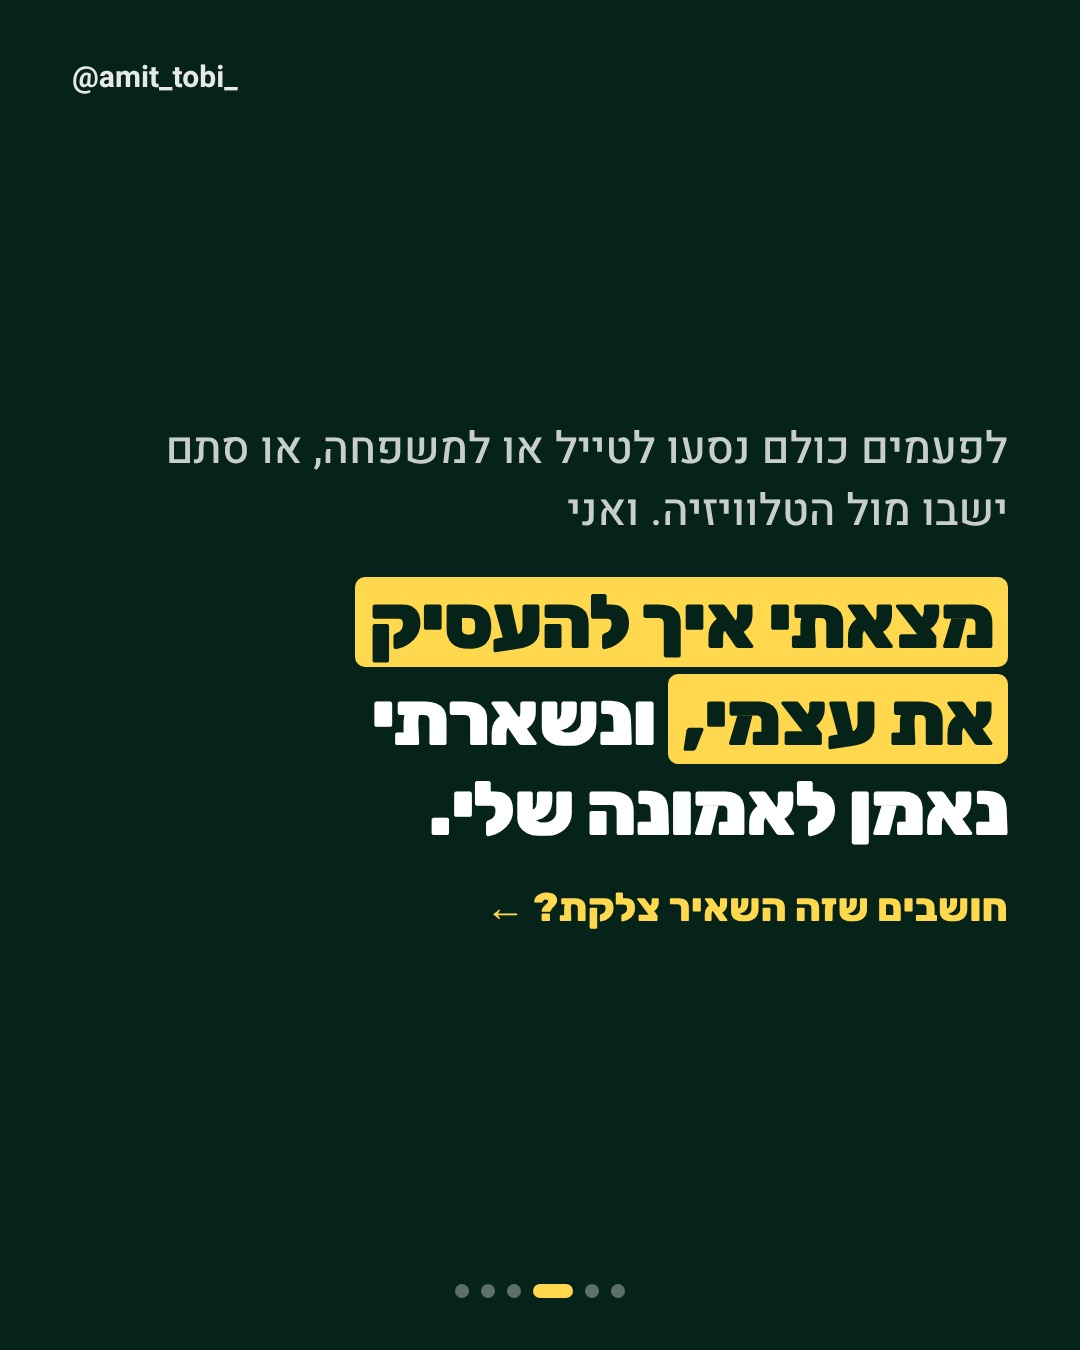 @amit_tobi_
לפעמים כולם נסעו לטייל או למשפחה, או סתם
ישבו מול הטלוויזיה. ואני
מצאתי איך להעסיק
את עצמי, ונשארתי
נאמן לאמונה שלי.
חושבים שזה השאיר צלקת? ←